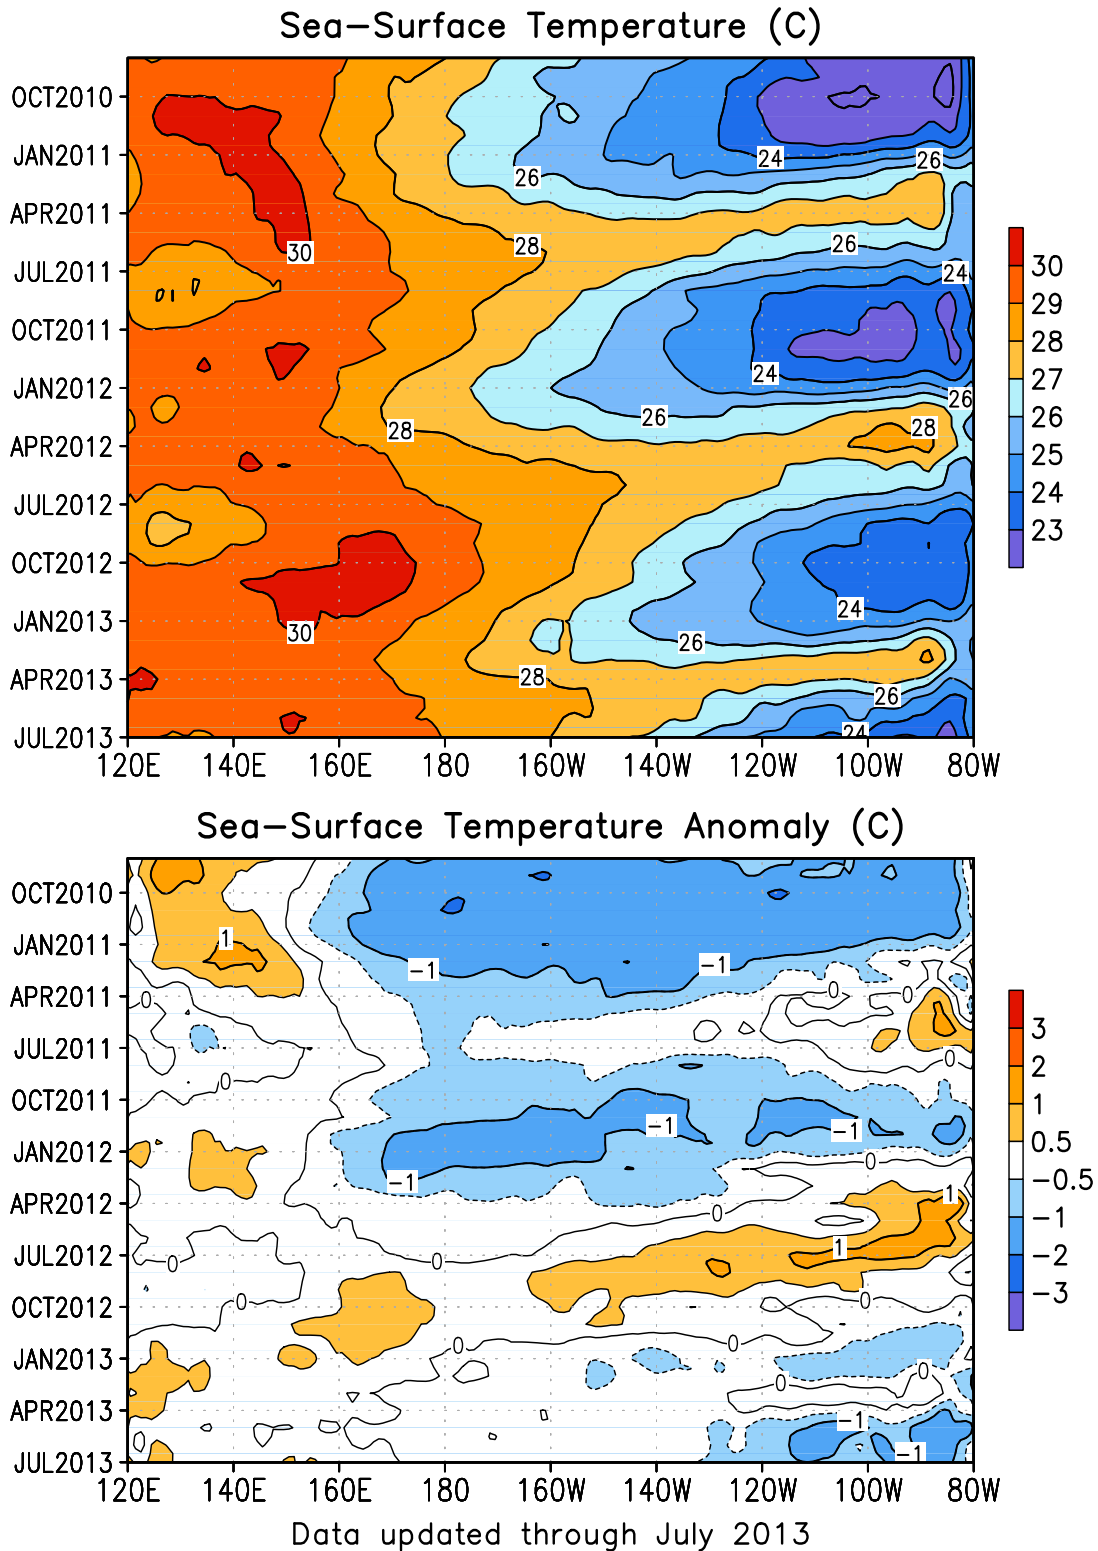 Sea-Surface Temperature (C)
OCT2010
JAN2011
APR2011
JUL2011
OCT2011
JAN2012
APR2012
JUL2012
OCT2012
JAN2013
APR2013
JUL2013
24
26
26
30
28
26
24
24
26
26
28
28
24
30
26
28
26
24
30
29
28
27
26
25
24
23
120E 140E 160E 180 160W 140W 120W 100W 80W
Sea-Surface Temperature Anomaly (C)
OCT2010
JAN2011
APR2011
JUL2011
OCT2011
JAN2012
APR2012
JUL2012
OCT2012
JAN2013
APR2013
JUL2013
1
-1
-1
0
0
0
0
0
-1
-1
0
-1
1
0
1
0
0
0
0
0
0
0
0
-1
-1
3
2
1
0.5
-0.5
-1
-2
-3
120E 140E 160E 180 160W 140W 120W 100W 80W
Data updated through July 2013